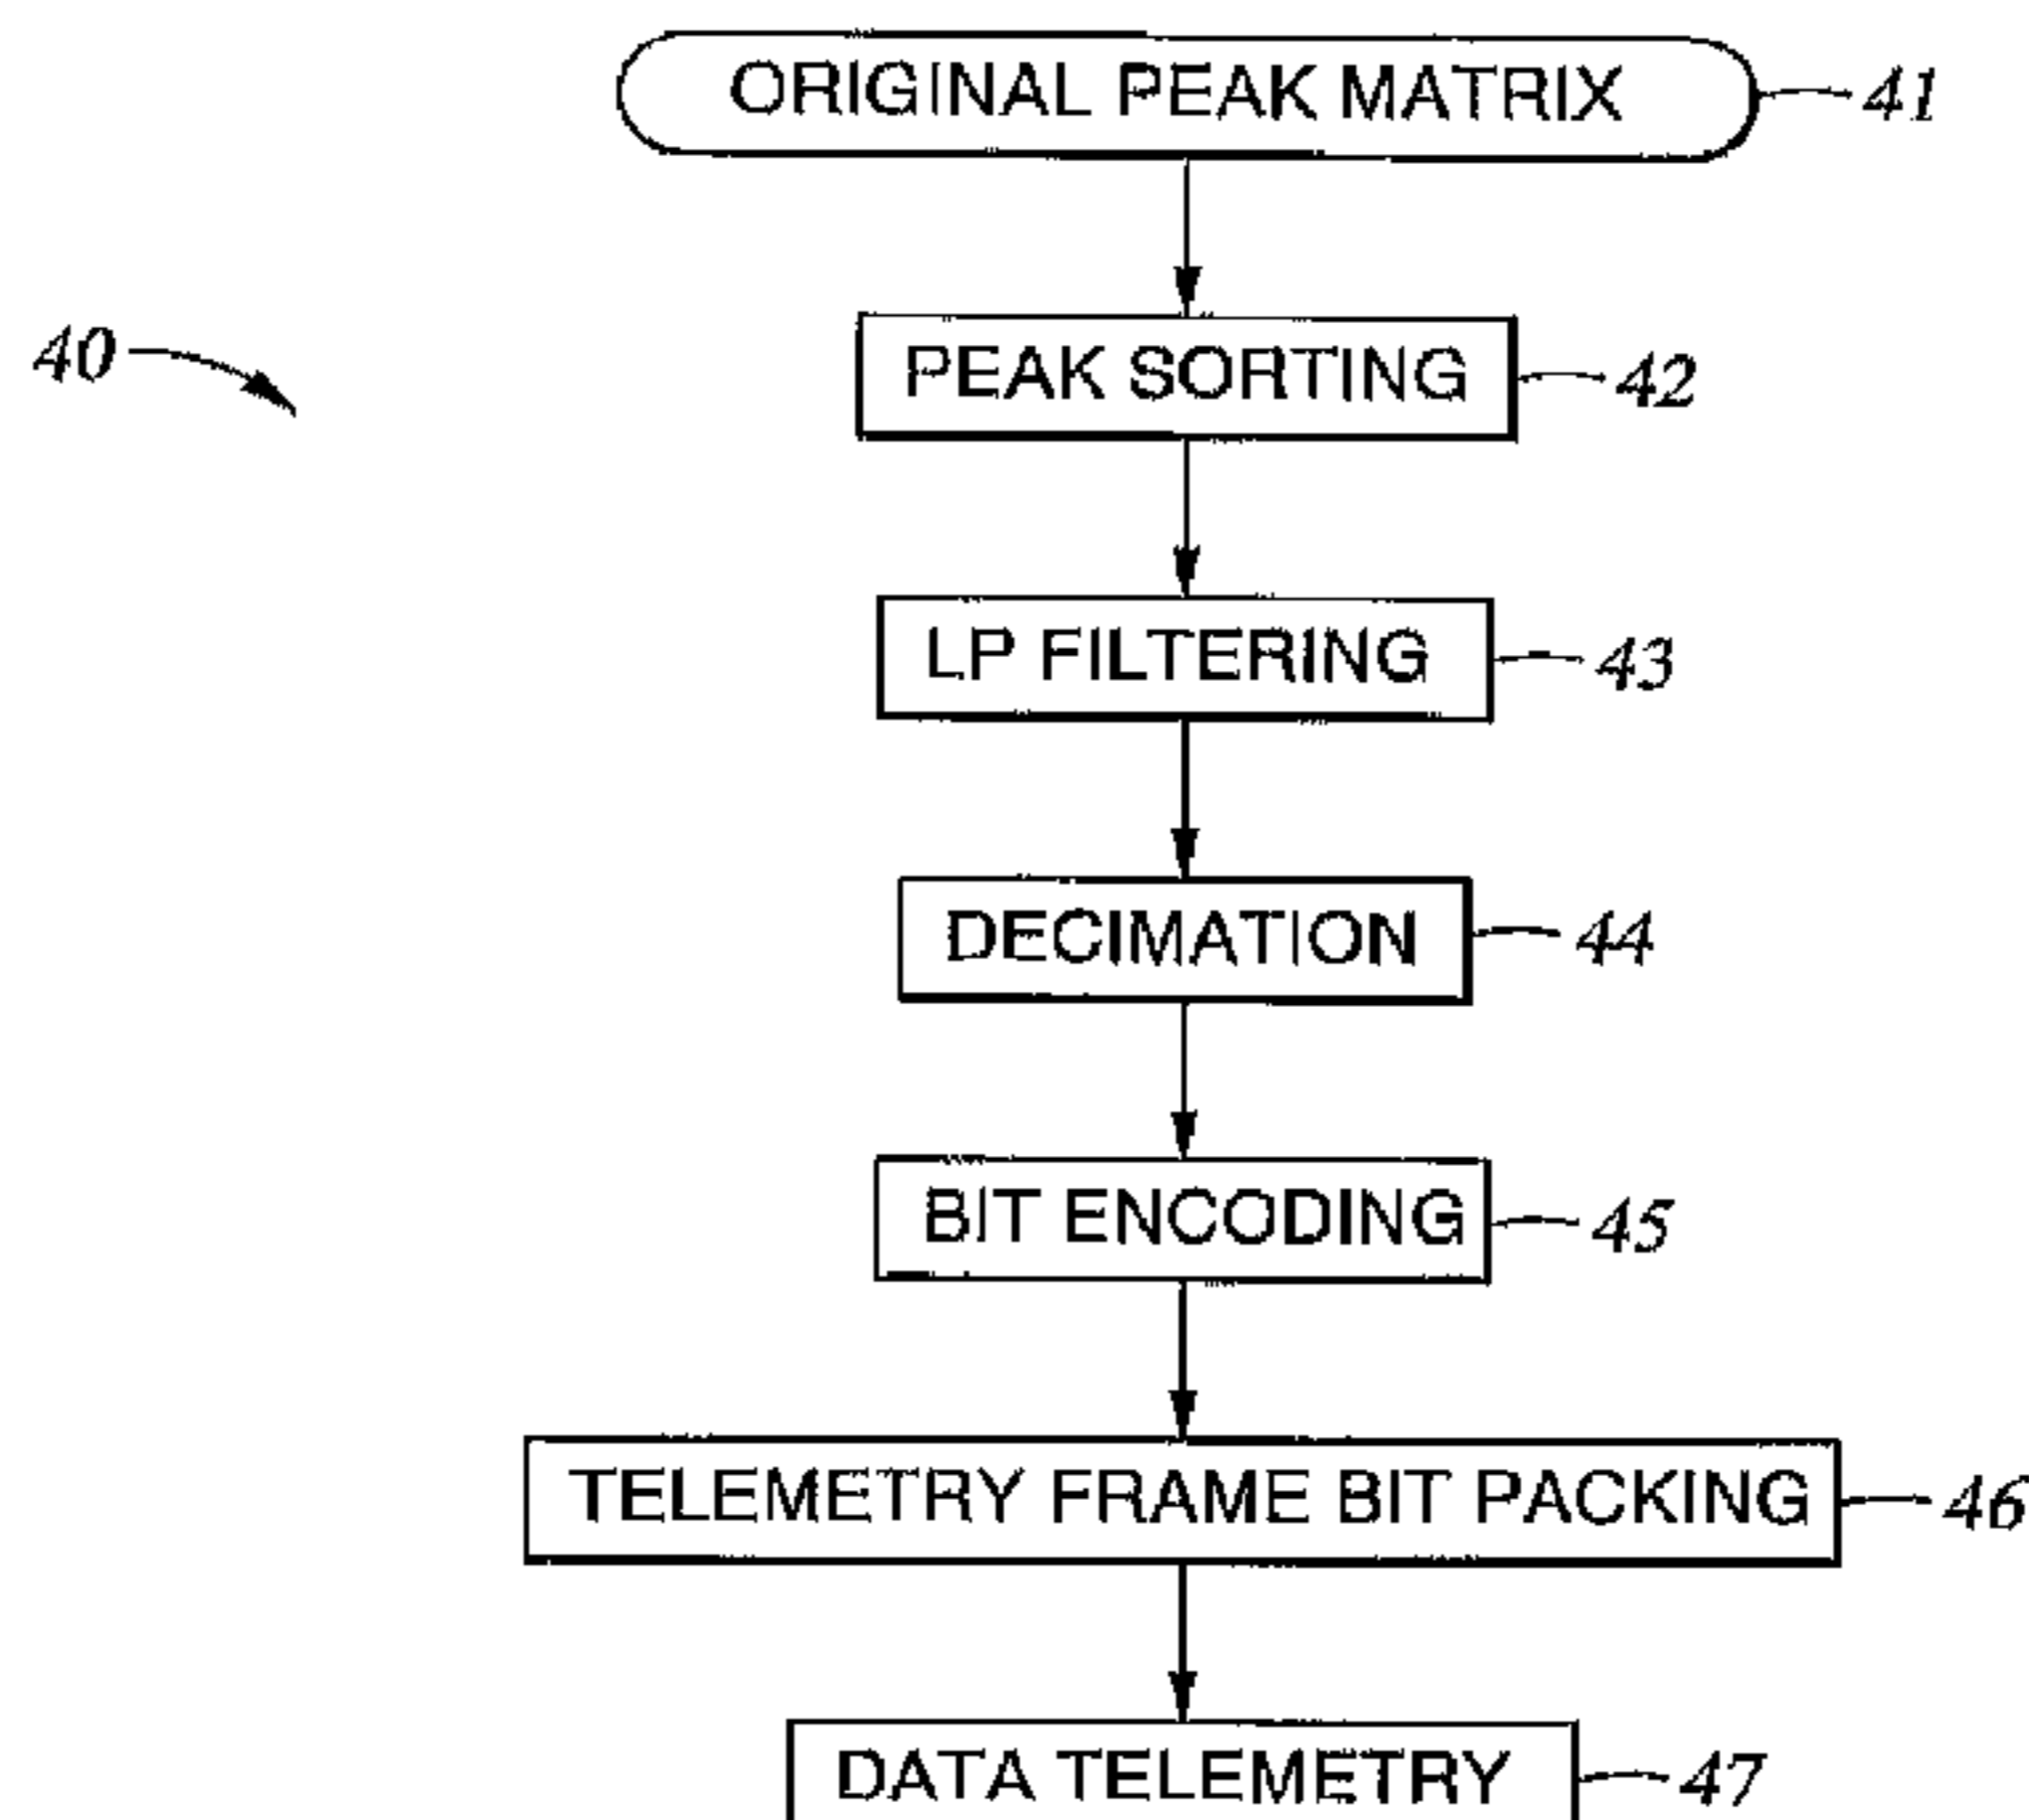 ORIGINAL PEAK MATRIX 41
40
PEAK SORTING 42
LP FILTERING 43
DECIMATION 44
BIT ENCODING 45
TELEMETRY FRAME BIT PACKING 46
DATA TELEMETRY 47